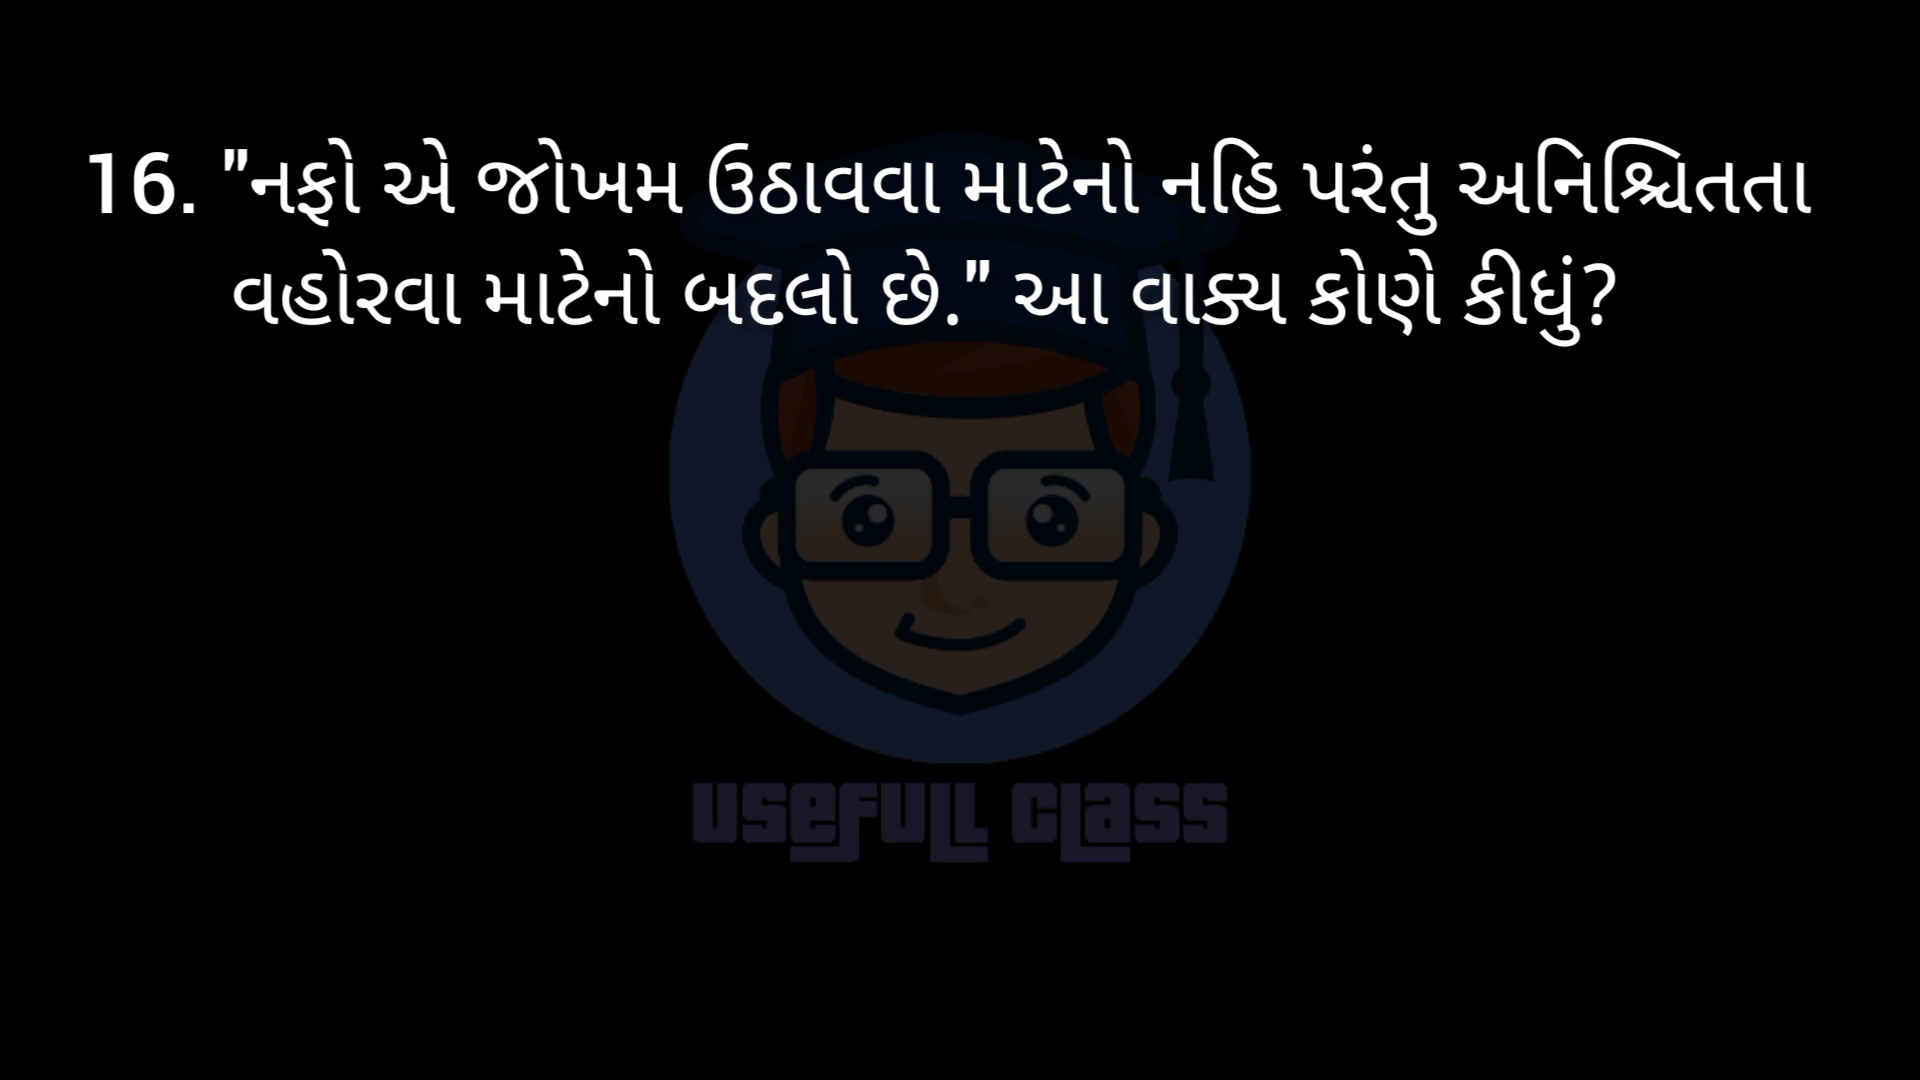 16. "નફો એ જોખમ ઉઠાવવા માટેનો નહિ પરંતુ અનિશ્ચિતતા
વહોરવા માટેનો બદલો છે." આ વાક્ય કોણે કીધું?
USEFULL CLASS